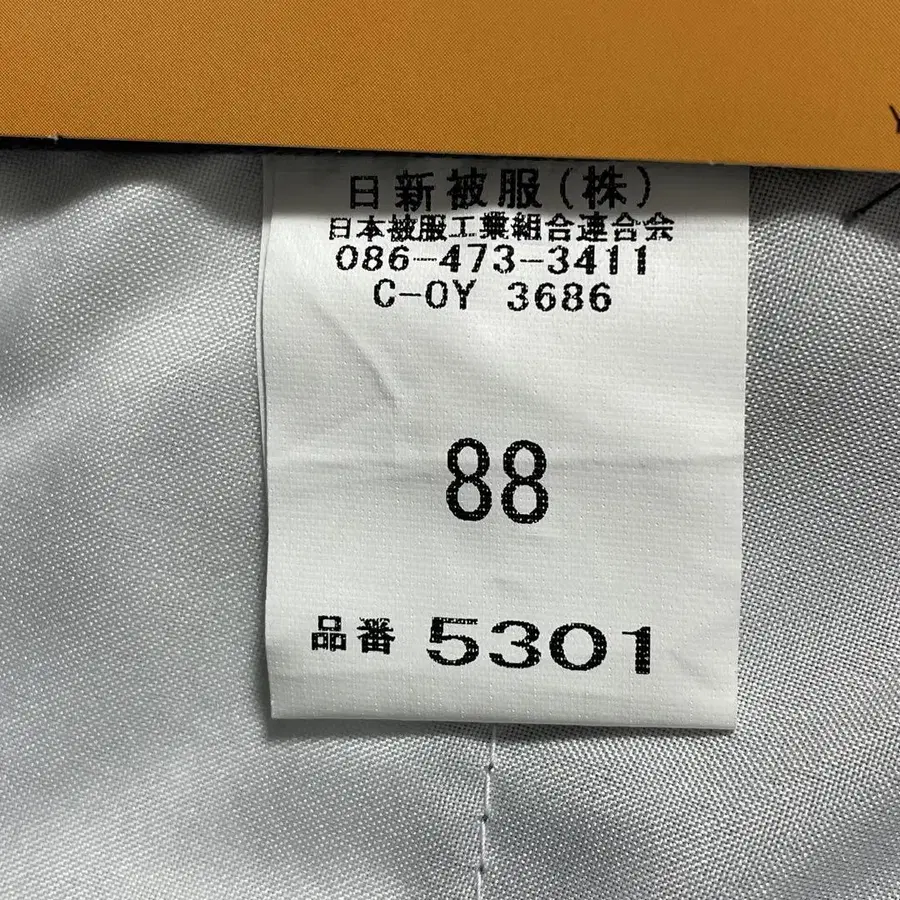 日新被服(株)
日本被服工業組合連合会
086-473-3411
C-OY 3686
88
品番 5301